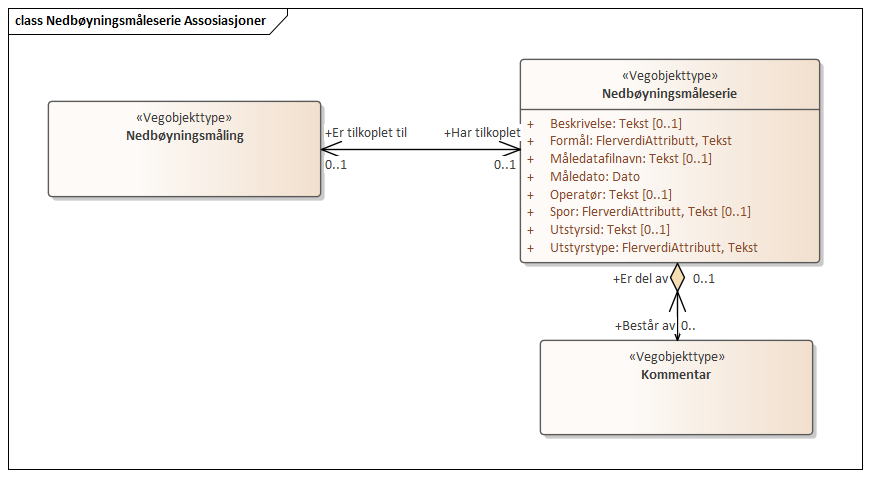 class Nedbøyningsmåleserie Assosiasjoner
«Vegobjekttype»
Nedbøyningsmåling
+Er tilkoplet til
0..1
+Har tilkoplet
0..1
«Vegobjekttype»
Nedbøyningsmåleserie
+ Beskrivelse: Tekst [0..1]
+ Formål: FlerverdiAttributt, Tekst
+ Måledatafilnavn: Tekst [0..1]
+ Måledato: Dato
+ Operatør: Tekst [0..1]
+ Spor: FlerverdiAttributt, Tekst [0..1]
+ Utstyrsid: Tekst [0..1]
+ Utstyrstype: FlerverdiAttributt, Tekst
+Er del av 0..1
+Består av 0..
«Vegobjekttype»
Kommentar